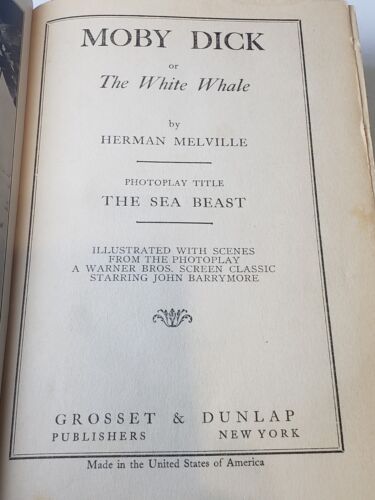 MOBY DICK
or
The White Whale
by
HERMAN MELVILLE
PHOTOPLAY TITLE
THE SEA BEAST
ILLUSTRATED WITH SCENES
FROM THE PHOTOPLAY
A WARNER BROS. SCREEN CLASSIC
STARRING JOHN BARRYMORE
GROSSET & DUNLAP
PUBLISHERS NEW YORK
Made in the United States of America